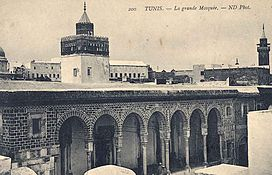 200 TUNIS. — La grande Mosquée. — ND Phot.